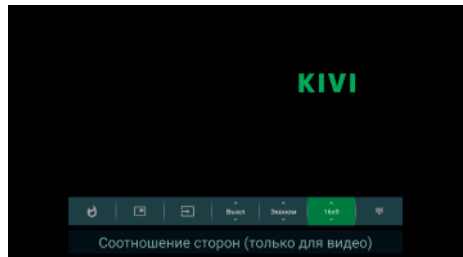 KIVI
Выкл Эконом 16x9
Соотношение сторон (только для видео)